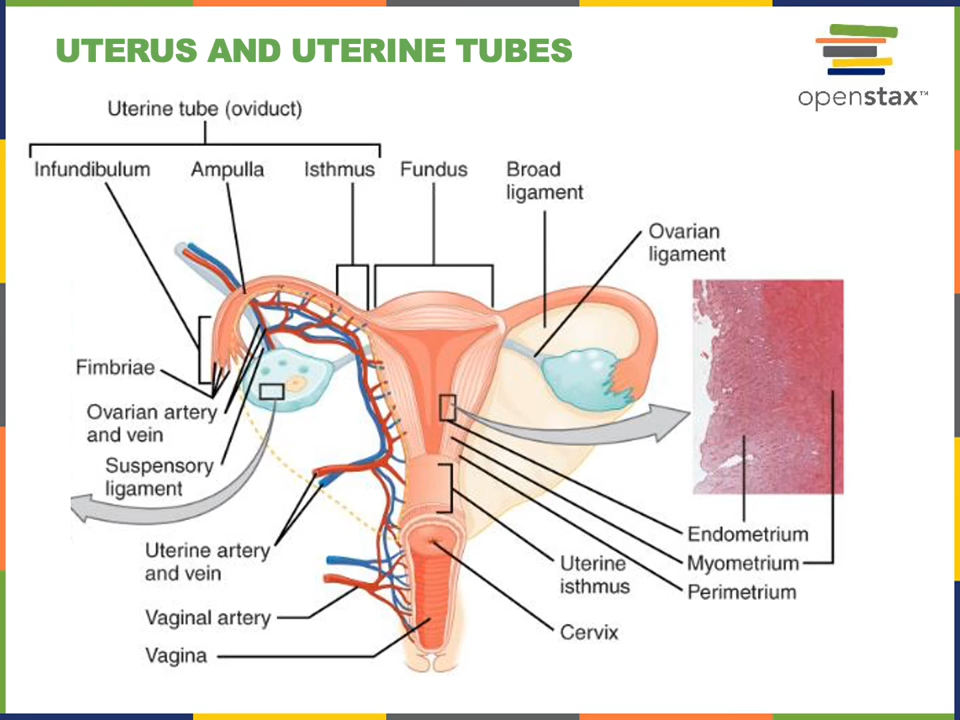 UTERUS AND UTERINE TUBES
openstax™
Uterine tube (oviduct)
Infundibulum
Ampulla
Isthmus
Fundus
Broad
ligament
Ovarian
ligament
Fimbriae
Ovarian artery
and vein
Suspensory
ligament
Uterine artery
and vein
Vaginal artery
Vagina
Endometrium
Myometrium
Perimetrium
Uterine
isthmus
Cervix